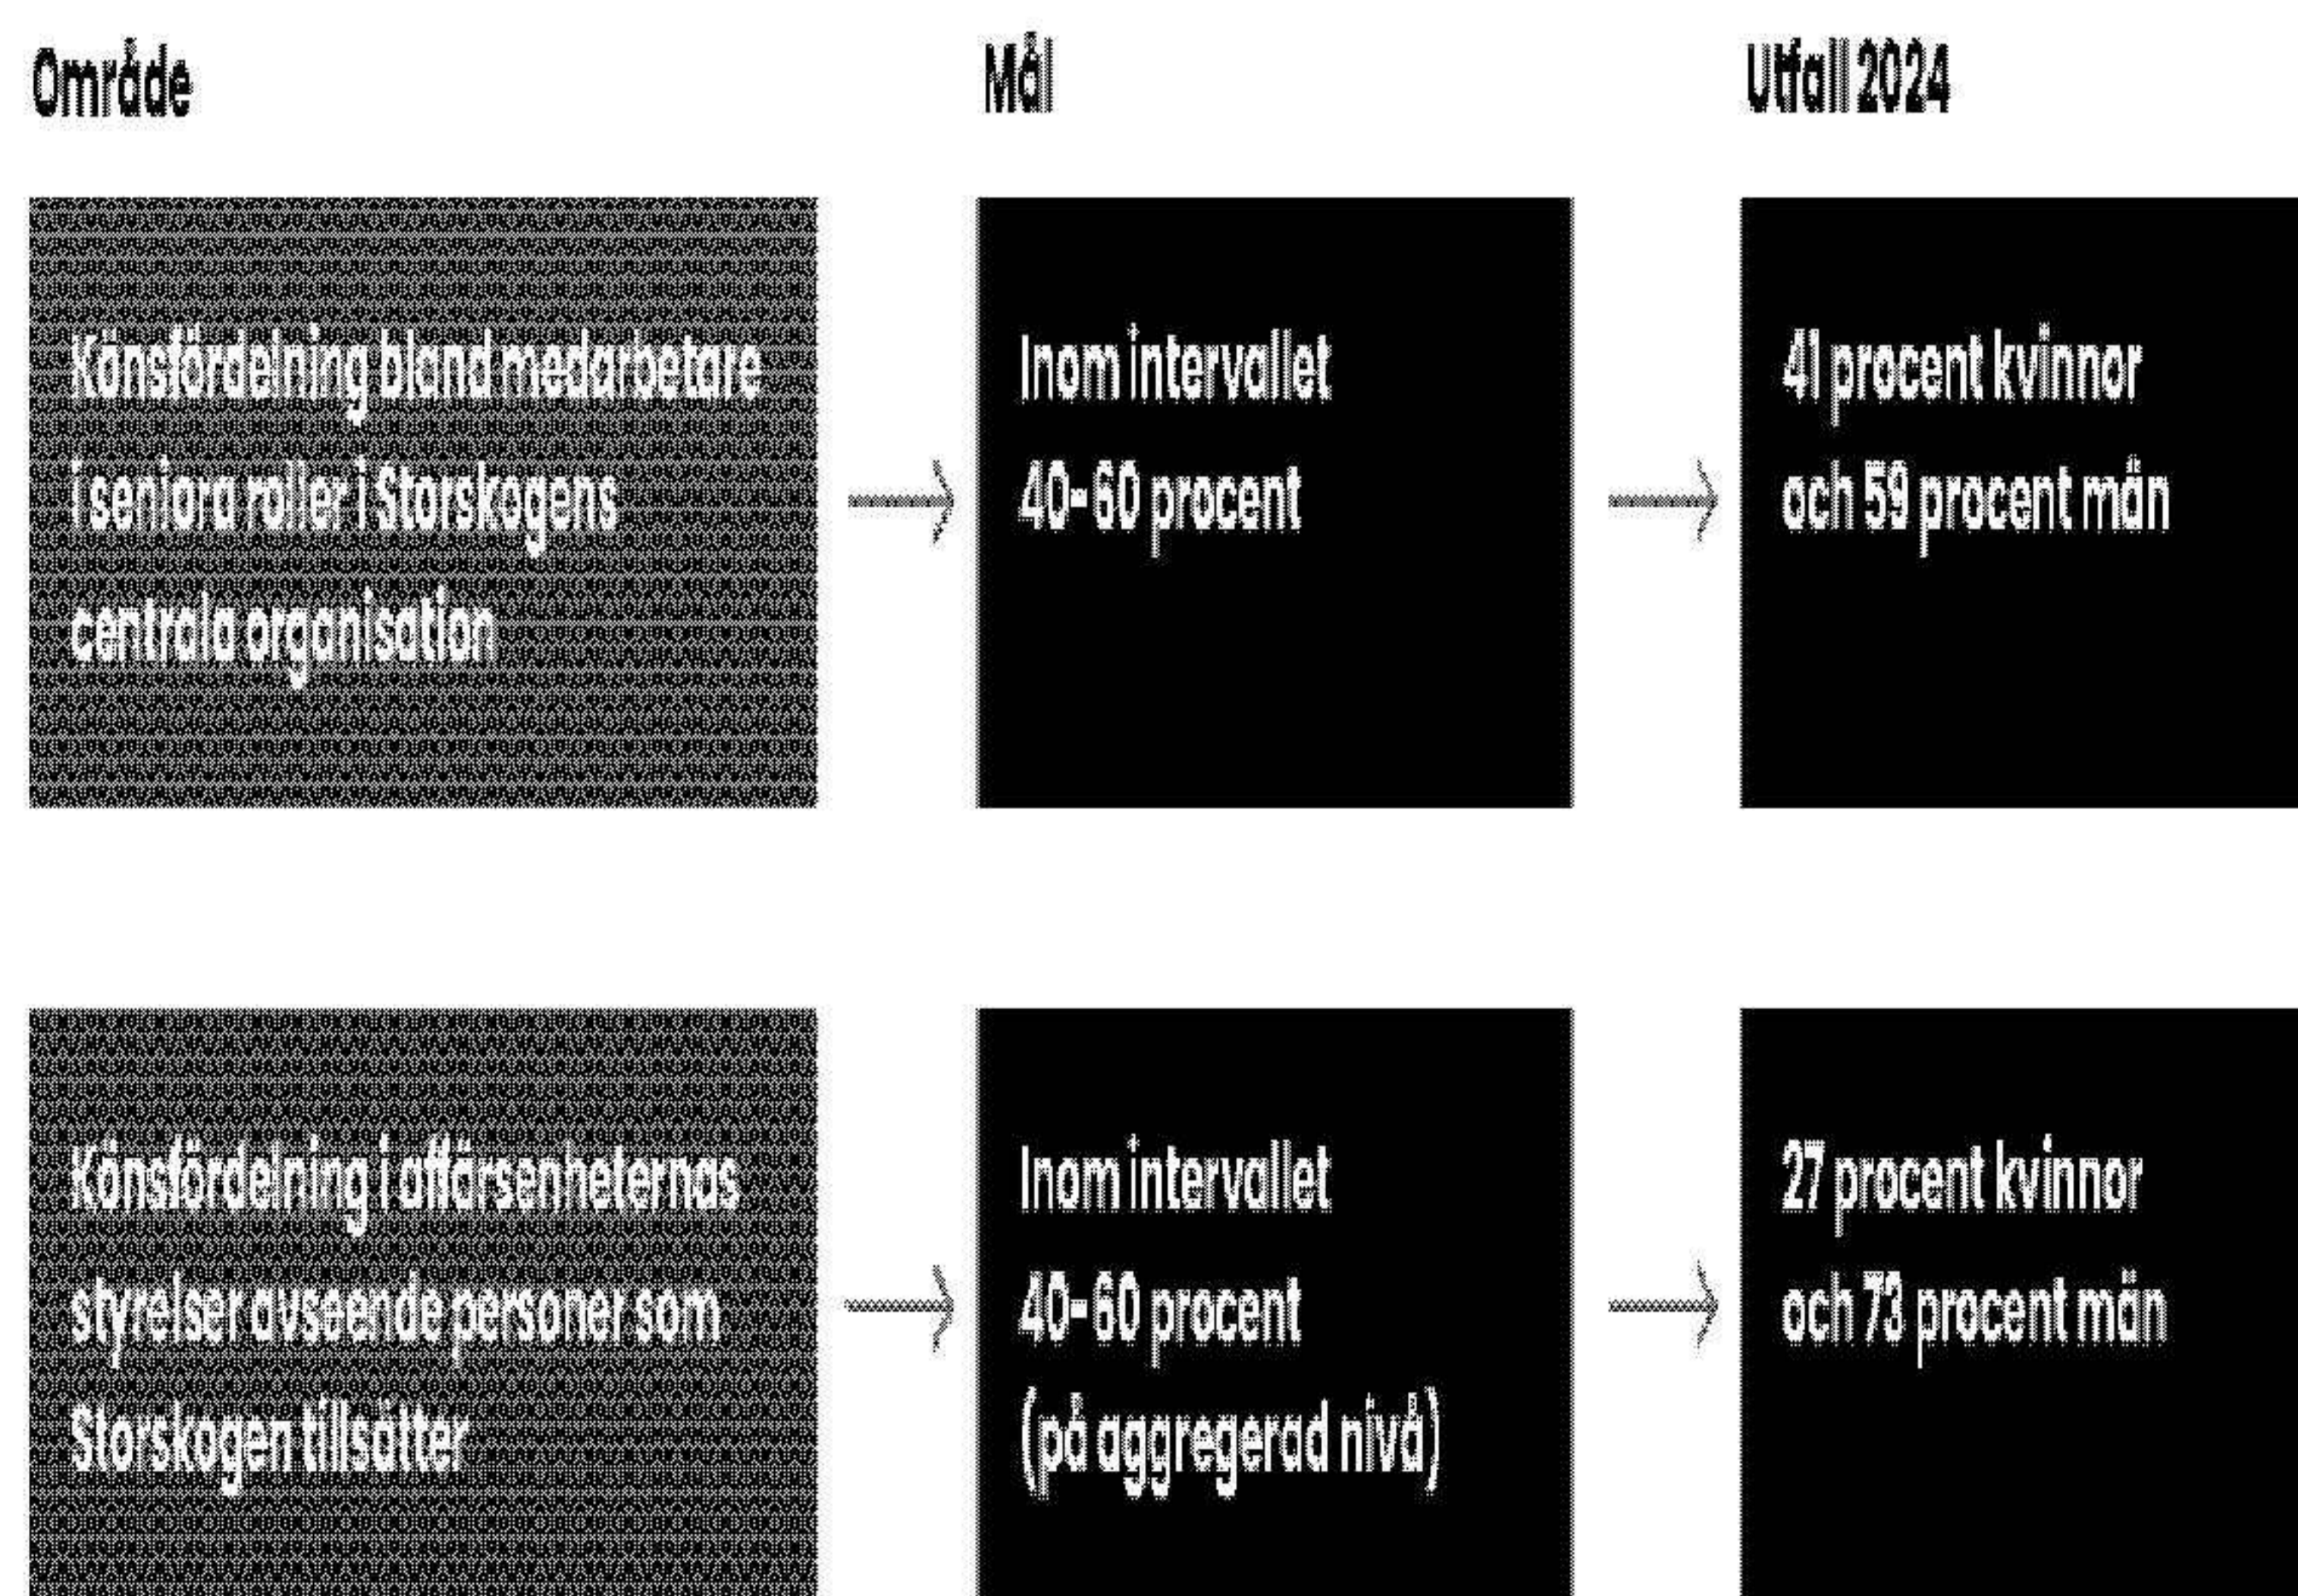 Område
Mål
Utfall 2024
Könsfördelning bland medarbetare
i seniora roller i Storskogens
centrala organisation
Inom intervallet
40–60 procent
41 procent kvinnor
och 59 procent män
Könsfördelning i affärsenheternas
styrelser avseende personer som
Storskogen tillsätter
Inom intervallet
40–60 procent
(på aggregerad nivå)
27 procent kvinnor
och 73 procent män